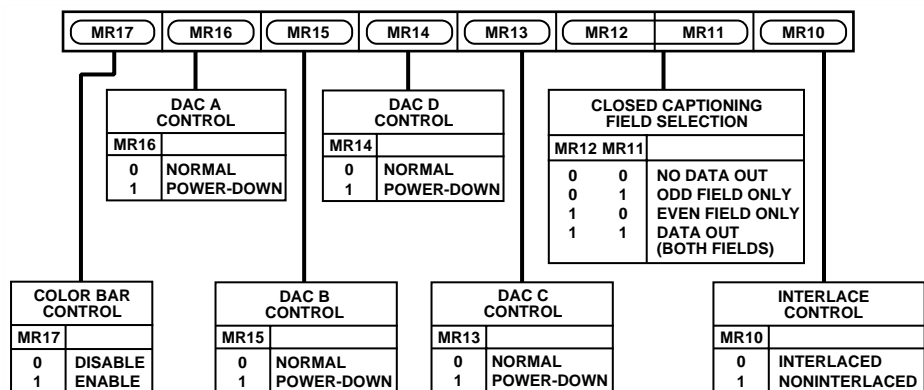 MR17 MR16 MR15 MR14 MR13 MR12 MR11 MR10
DAC A
CONTROL
MR16
0 NORMAL
1 POWER-DOWN
DAC D
CONTROL
MR14
0 NORMAL
1 POWER-DOWN
CLOSED CAPTIONING
FIELD SELECTION
MR12 MR11
0 0 NO DATA OUT
0 1 ODD FIELD ONLY
1 0 EVEN FIELD ONLY
1 1 DATA OUT
(BOTH FIELDS)
COLOR BAR
CONTROL
MR17
0 DISABLE
1 ENABLE
DAC B
CONTROL
MR15
0 NORMAL
1 POWER-DOWN
DAC C
CONTROL
MR13
0 NORMAL
1 POWER-DOWN
INTERLACE
CONTROL
MR10
0 INTERLACED
1 NONINTERLACED